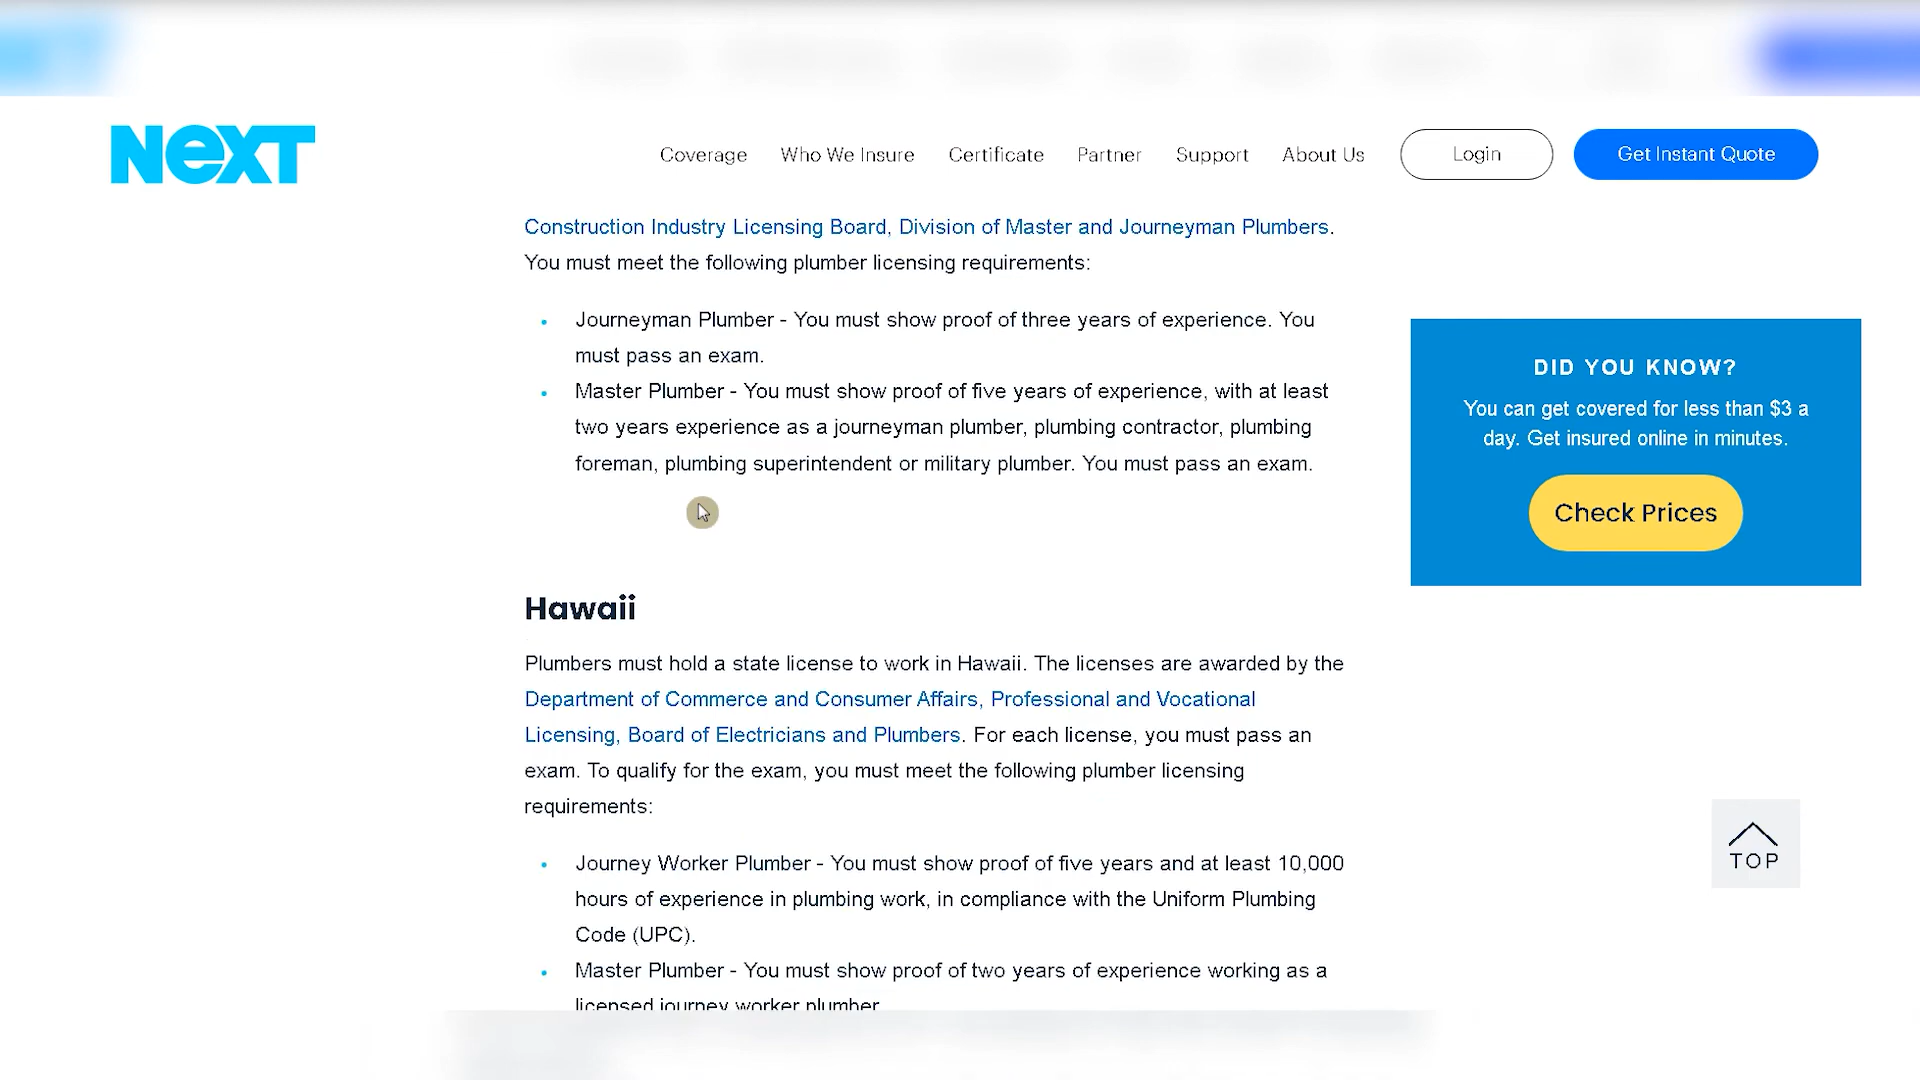 NEXT
Coverage Who We Insure Certificate Partner Support About Us Login Get Instant Quote
Construction Industry Licensing Board, Division of Master and Journeyman Plumbers.
You must meet the following plumber licensing requirements:
Journeyman Plumber - You must show proof of three years of experience. You
must pass an exam.
Master Plumber - You must show proof of five years of experience, with at least
two years experience as a journeyman plumber, plumbing contractor, plumbing
foreman, plumbing superintendent or military plumber. You must pass an exam.
DID YOU KNOW?
You can get covered for less than $3 a
day. Get insured online in minutes.
Check Prices
Hawaii
Plumbers must hold a state license to work in Hawaii. The licenses are awarded by the
Department of Commerce and Consumer Affairs, Professional and Vocational
Licensing, Board of Electricians and Plumbers. For each license, you must pass an
exam. To qualify for the exam, you must meet the following plumber licensing
requirements:
Journey Worker Plumber - You must show proof of five years and at least 10,000
hours of experience in plumbing work, in compliance with the Uniform Plumbing
Code (UPC).
Master Plumber - You must show proof of two years of experience working as a
licensed journey worker plumber
TOP